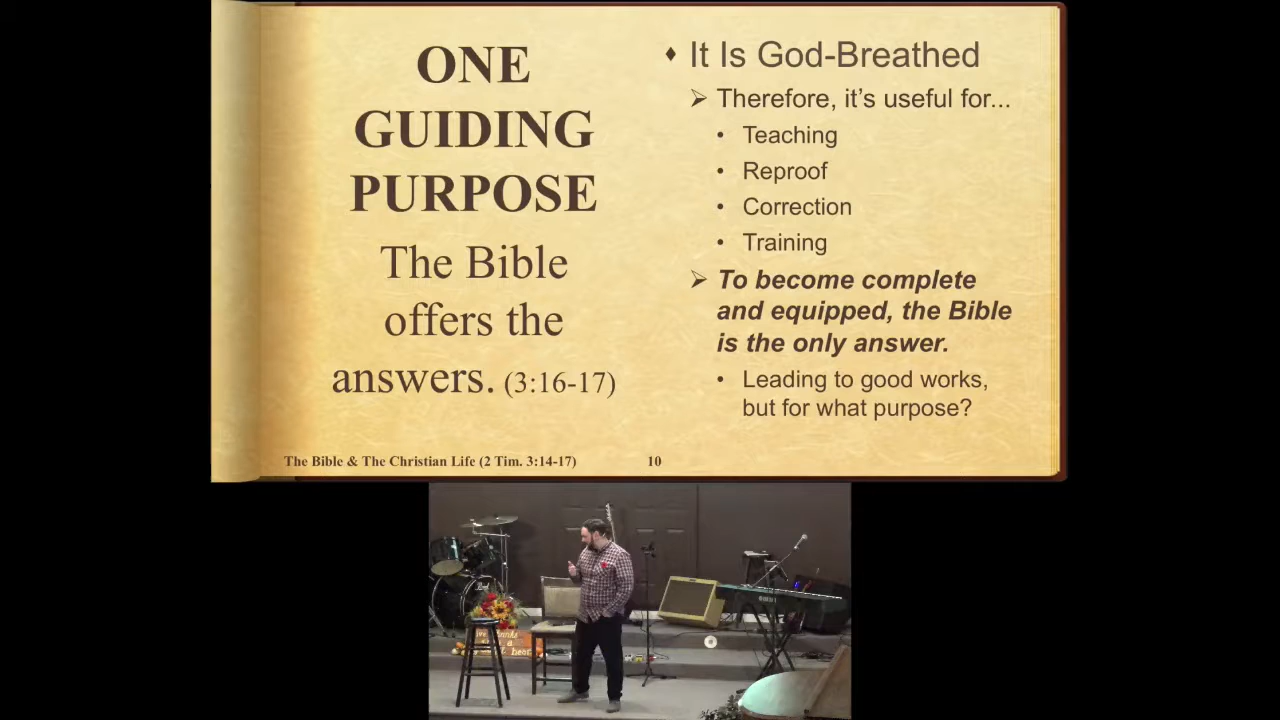 ONE
GUIDING
PURPOSE
The Bible
offers the
answers. (3:16-17)
♦ It Is God-Breathed
➢ Therefore, it's useful for...
• Teaching
• Reproof
• Correction
• Training
➢ To become complete
and equipped, the Bible
is the only answer.
• Leading to good works,
but for what purpose?
The Bible & The Christian Life (2 Tim. 3:14-17)
10